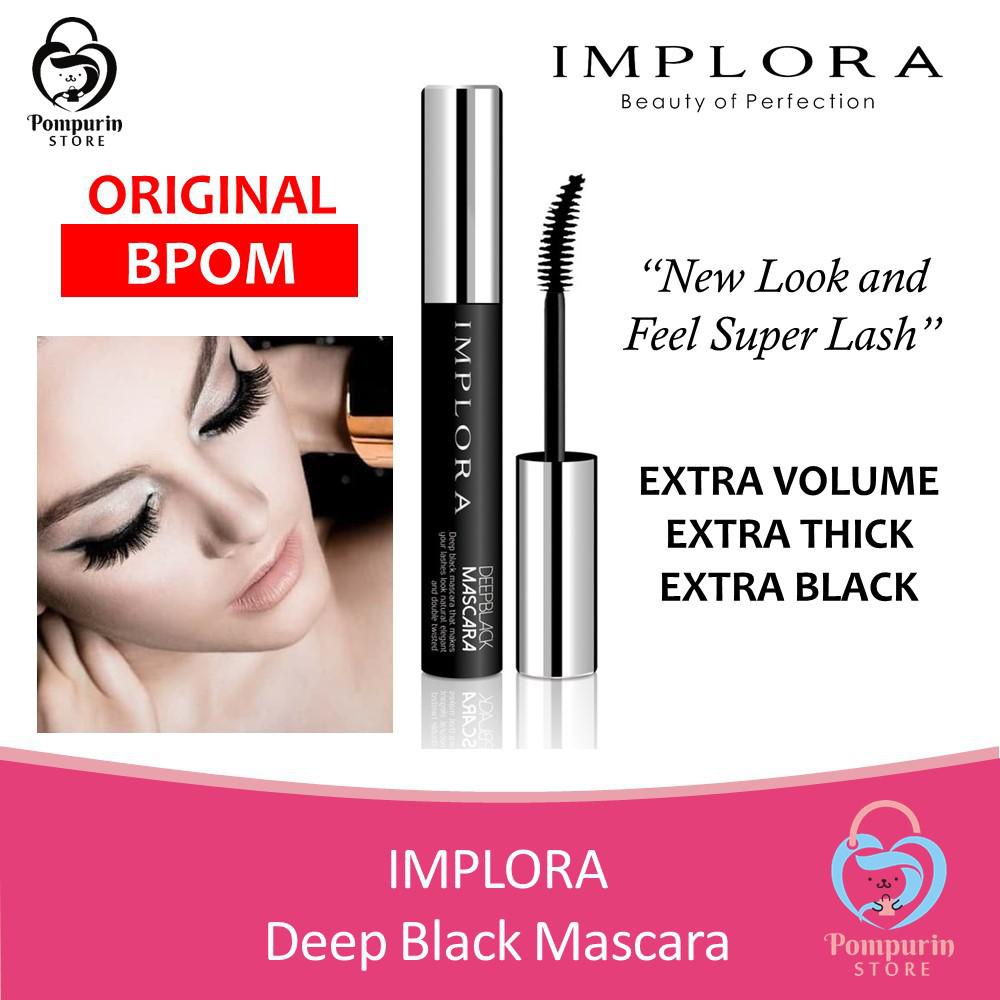 Pompurin
STORE
IMPLORA
Beauty of Perfection
ORIGINAL
BPOM
“New Look and
Feel Super Lash”
IMPLORA
DEEPBLACK
MASCARA
Deep black mascara that makes
your lashes look natural elegant
and double twisted
EXTRA VOLUME
EXTRA THICK
EXTRA BLACK
IMPLORA
Deep Black Mascara
Pompurin
STORE